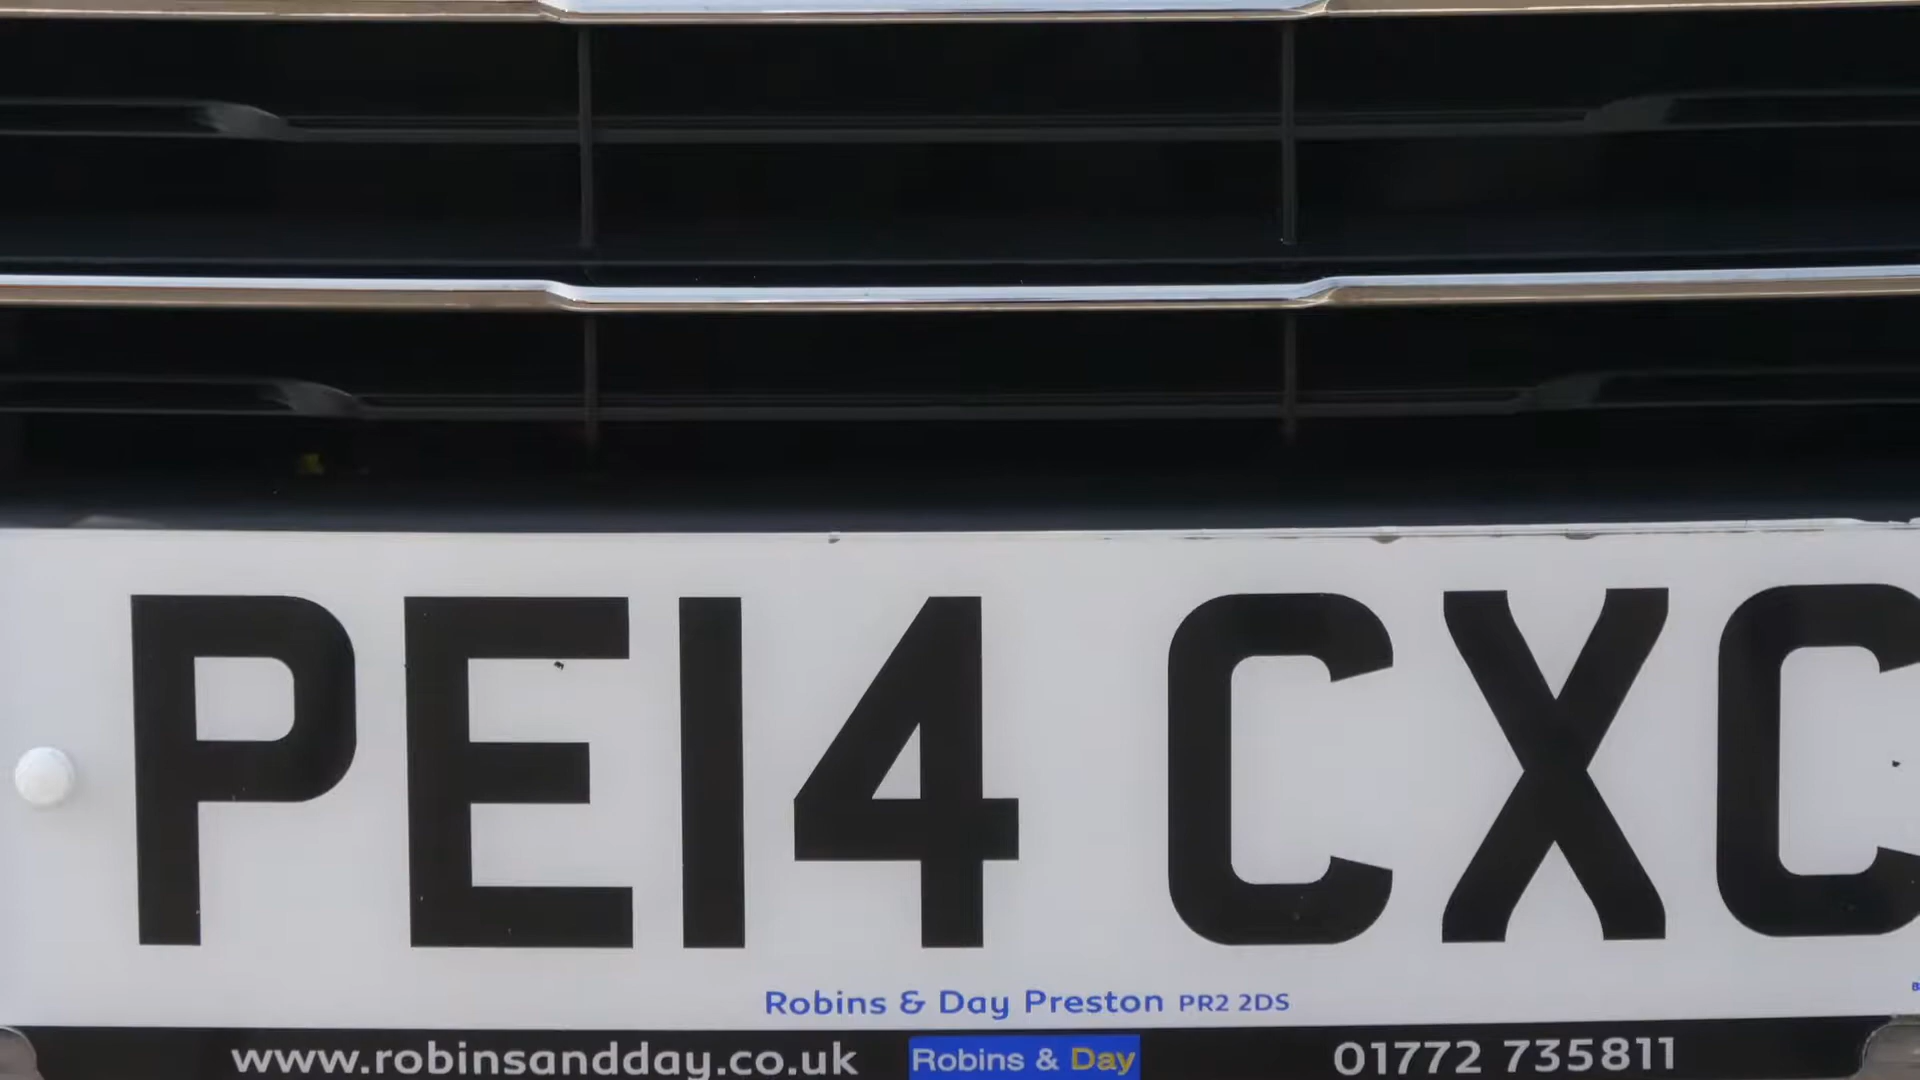 PE14 CXC
Robins & Day Preston PR2 2DS
www.robinsandday.co.uk Robins & Day 01772 735811